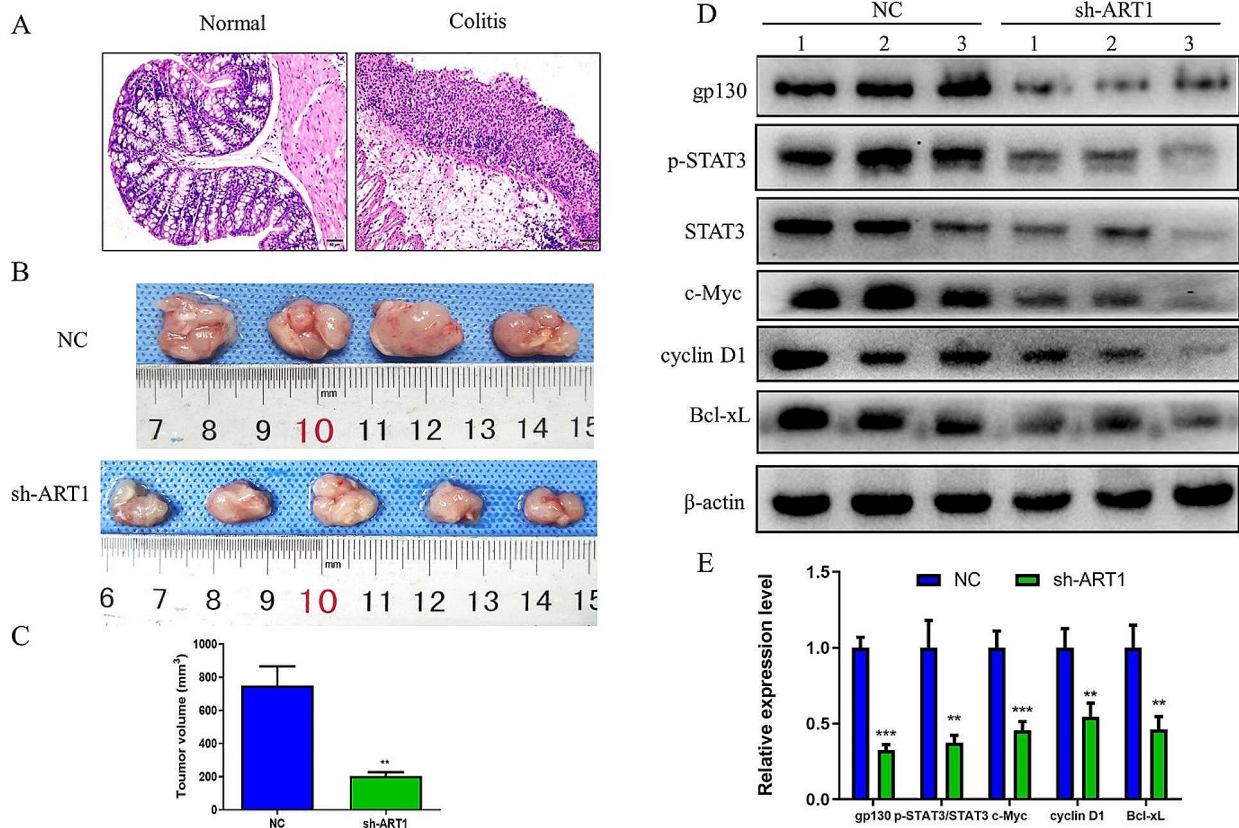 A
Normal
Colitis
B
NC
mm
7 8 9 10 11 12 13 14 15
sh-ART1
mm
6 7 8 9 10 11 12 13 14 15
C
Toumor volume (mm³)
1000
800
600
400
200
0
**
NC
sh-ART1
D
NC
sh-ART1
1 2 3 1 2 3
gp130
p-STAT3
STAT3
c-Myc
cyclin D1
Bcl-xL
β-actin
E
Relative expression level
1.5
1.0
0.5
0.0
NC
sh-ART1
***
**
***
**
**
gp130 p-STAT3/STAT3 c-Myc cyclin D1 Bcl-xL